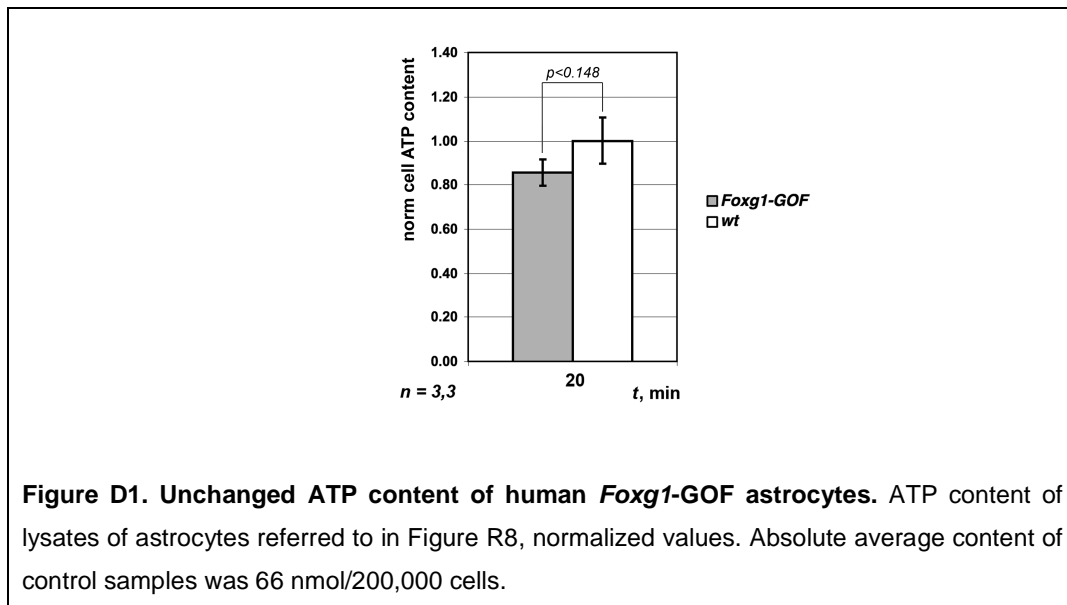 1.40
p<0.148
1.20
1.00
0.80
0.60
0.40
0.20
0.00
norm cell ATP content
Foxg1-GOF
wt
20
n = 3,3
t, min
Figure D1. Unchanged ATP content of human Foxg1-GOF astrocytes. ATP content of
lysates of astrocytes referred to in Figure R8, normalized values. Absolute average content of
control samples was 66 nmol/200,000 cells.